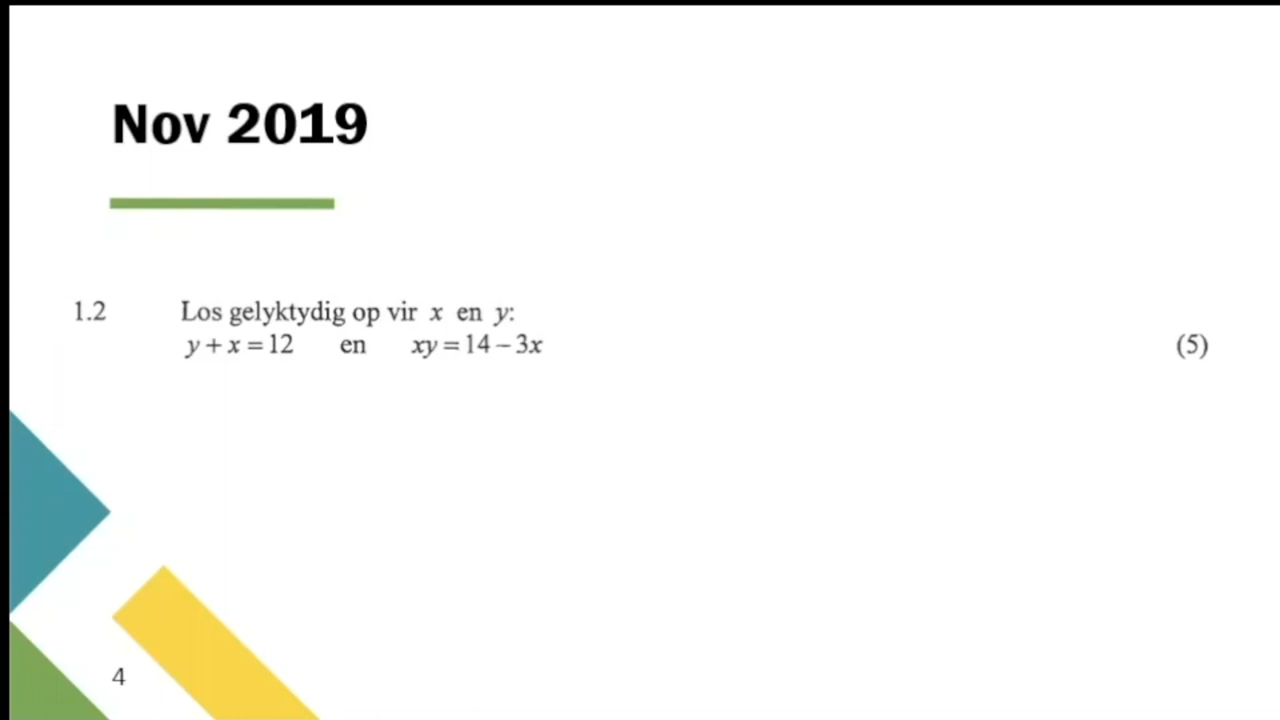 Nov 2019
1.2 Los gelyktydig op vir x en y:
y + x = 12 en xy = 14 – 3x (5)
4